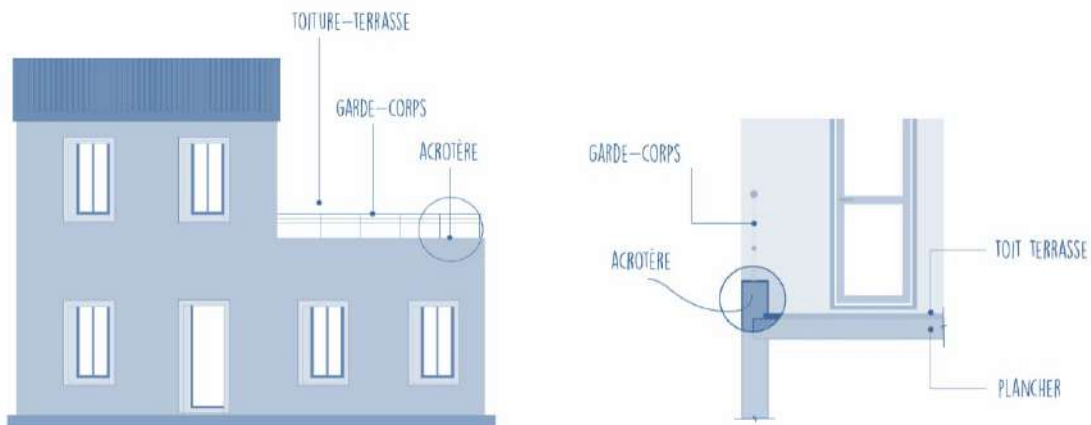 TOITURE-TERRASSE
GARDE-CORPS
ACROTÈRE
GARDE-CORPS
ACROTÈRE
TOIT TERRASSE
PLANCHER